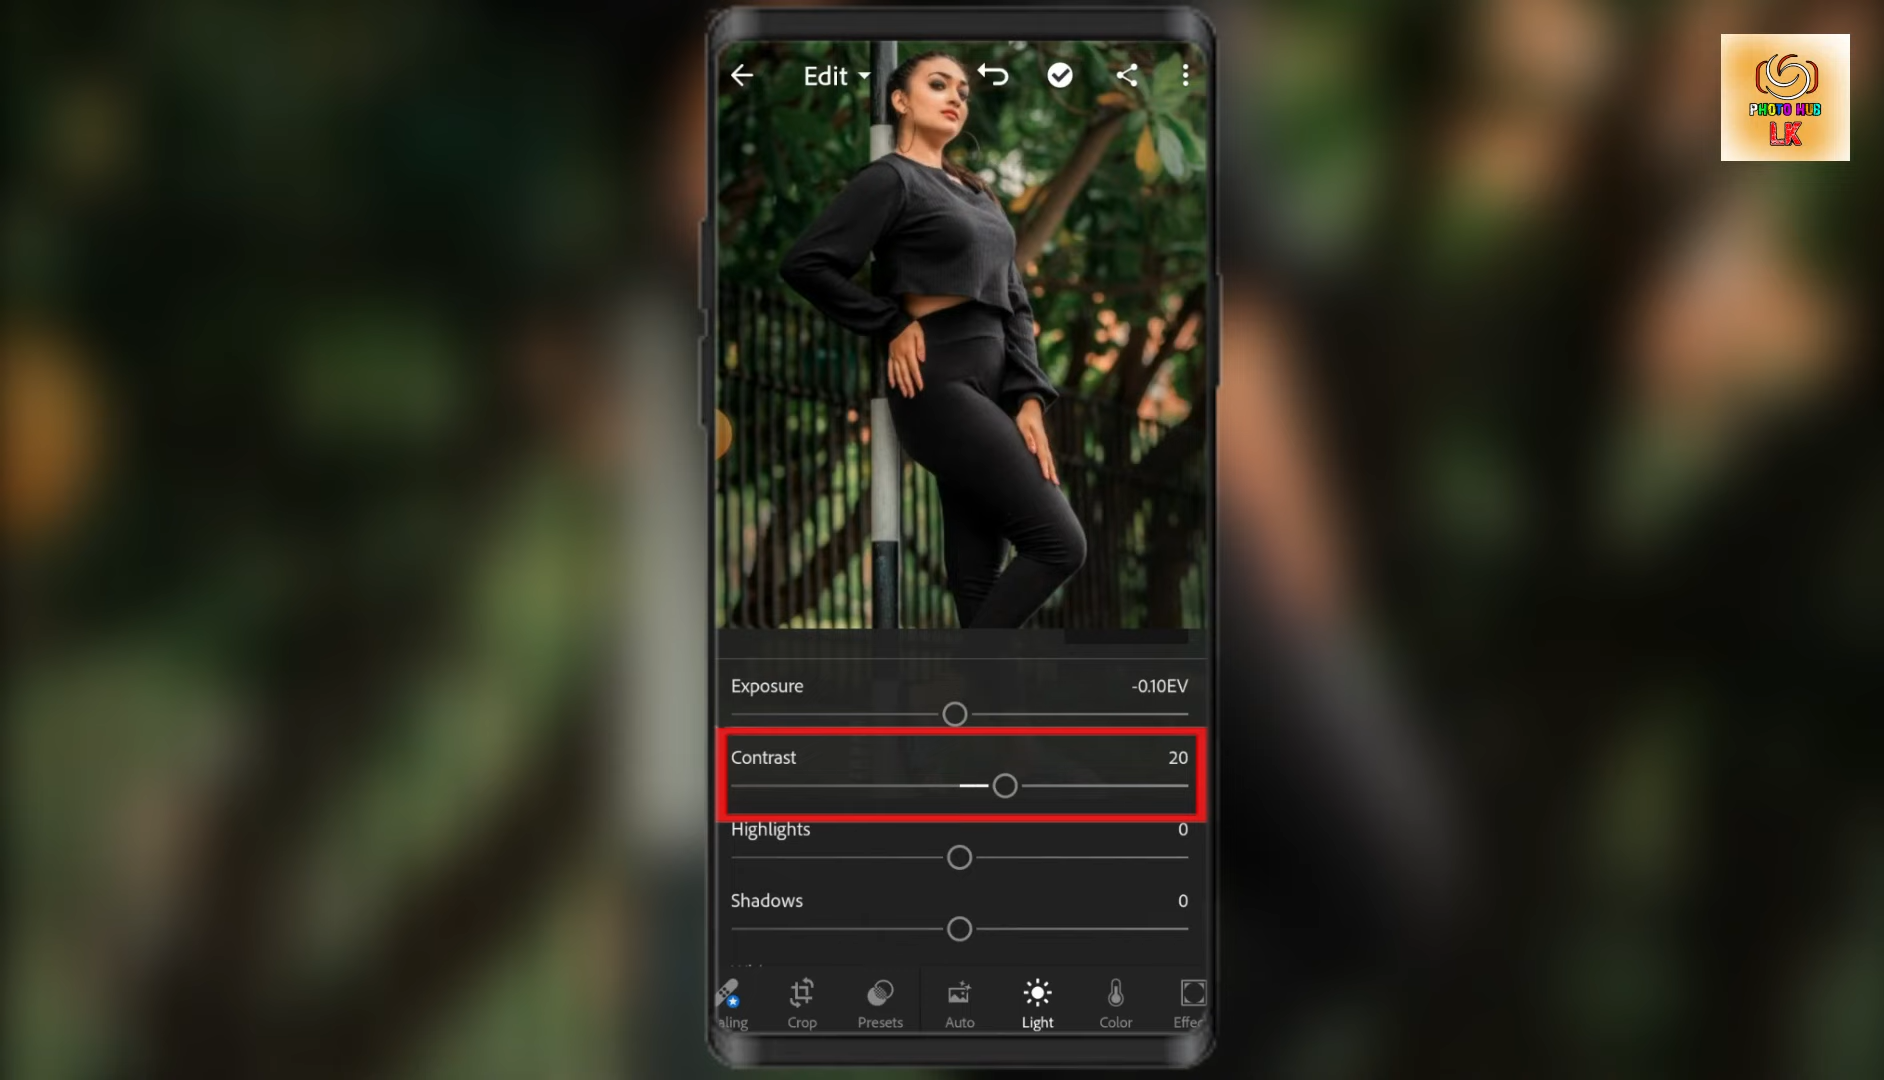 Edit
PHOTO HUB
LK
Exposure -0.10EV
Contrast 20
Highlights 0
Shadows 0
Crop Presets Auto Light Color